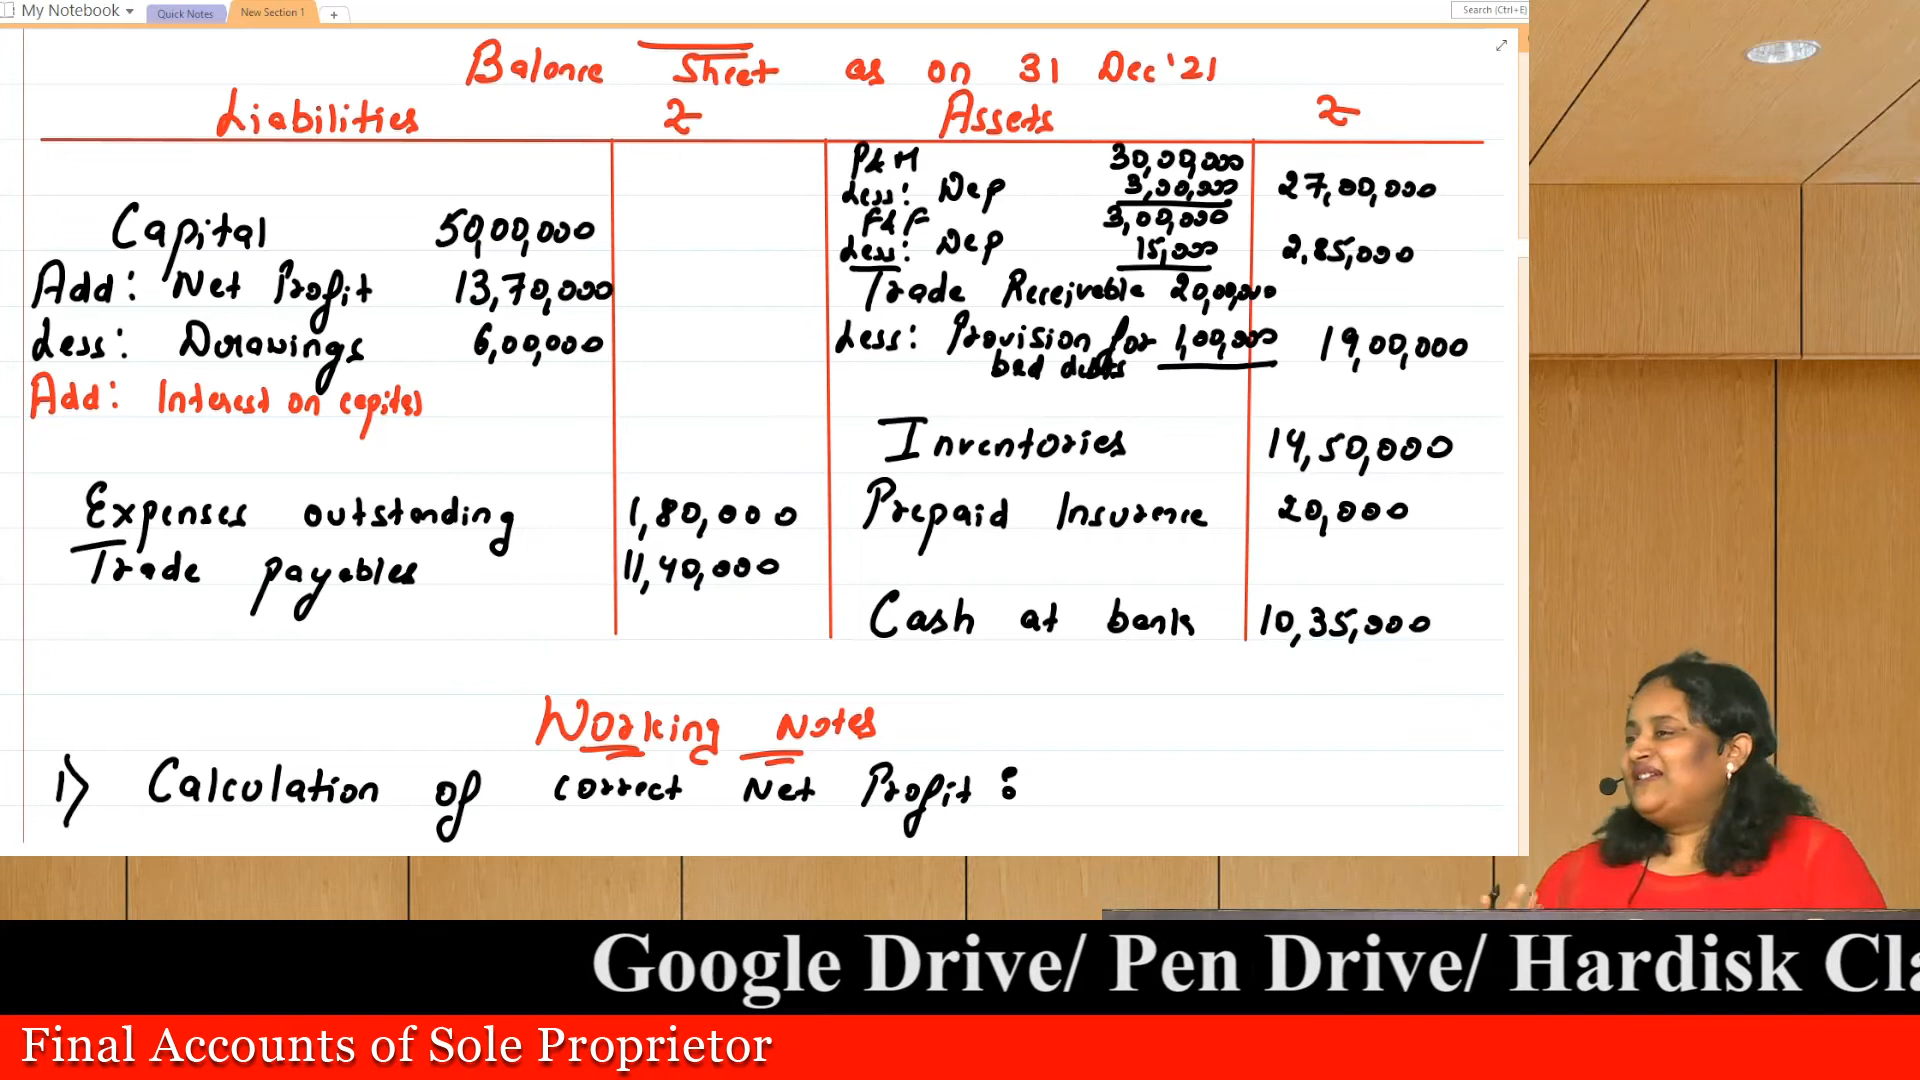 My Notebook
Quick Notes
New Section 1
+
Search (Ctrl+E)
Balance Sheet as on 31 Dec '21
Liabilities ₹ Assets ₹
P&M 30,00,000
Less: Dep 3,00,000 27,00,000
F&F 3,00,000
Less: Dep 15,000 2,85,000
Capital 50,00,000
Add: Net Profit 13,70,000 Trade Receivable 20,00,000
Less: Drawings 6,00,000 Less: Provision for bad debts 1,00,000 19,00,000
Add: Interest on capital
Inventories 14,50,000
Expenses outstanding 1,80,000 Prepaid Insurance 20,000
Trade payables 11,40,000
Cash at bank 10,35,000
Working Notes
1) Calculation of correct Net Profit :
Google Drive/ Pen Drive/ Hardisk Cla
Final Accounts of Sole Proprietor